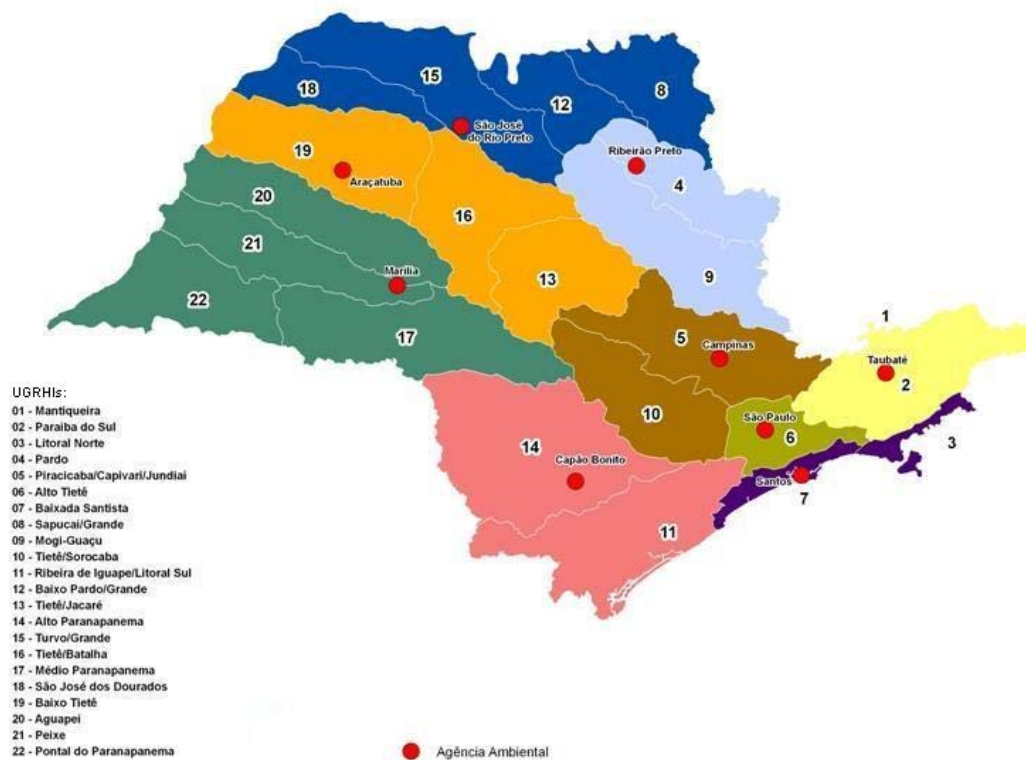 15
18
12
8
São José
do Rio Preto
Ribeirão Preto
4
19
Araçatuba
20
16
21
Marilia
13
9
22
17
5
Campinas
1
Taubaté
2
10
São Paulo
6
3
14
Capão Bonito
Santos
7
11
UGRHIs:
01 - Mantiqueira
02 - Paraiba do Sul
03 - Litoral Norte
04 - Pardo
05 - Piracicaba/Capivari/Jundiai
06 - Alto Tietê
07 - Baixada Santista
08 - Sapucai/Grande
09 - Mogi-Guaçu
10 - Tietê/Sorocaba
11 - Ribeira de Iguape/Litoral Sul
12 - Baixo Pardo/Grande
13 - Tietê/Jacaré
14 - Alto Paranapanema
15 - Turvo/Grande
16 - Tietê/Batalha
17 - Médio Paranapanema
18 - São José dos Dourados
19 - Baixo Tietê
20 - Aguapei
21 - Peixe
22 - Pontal do Paranapanema
Agência Ambiental